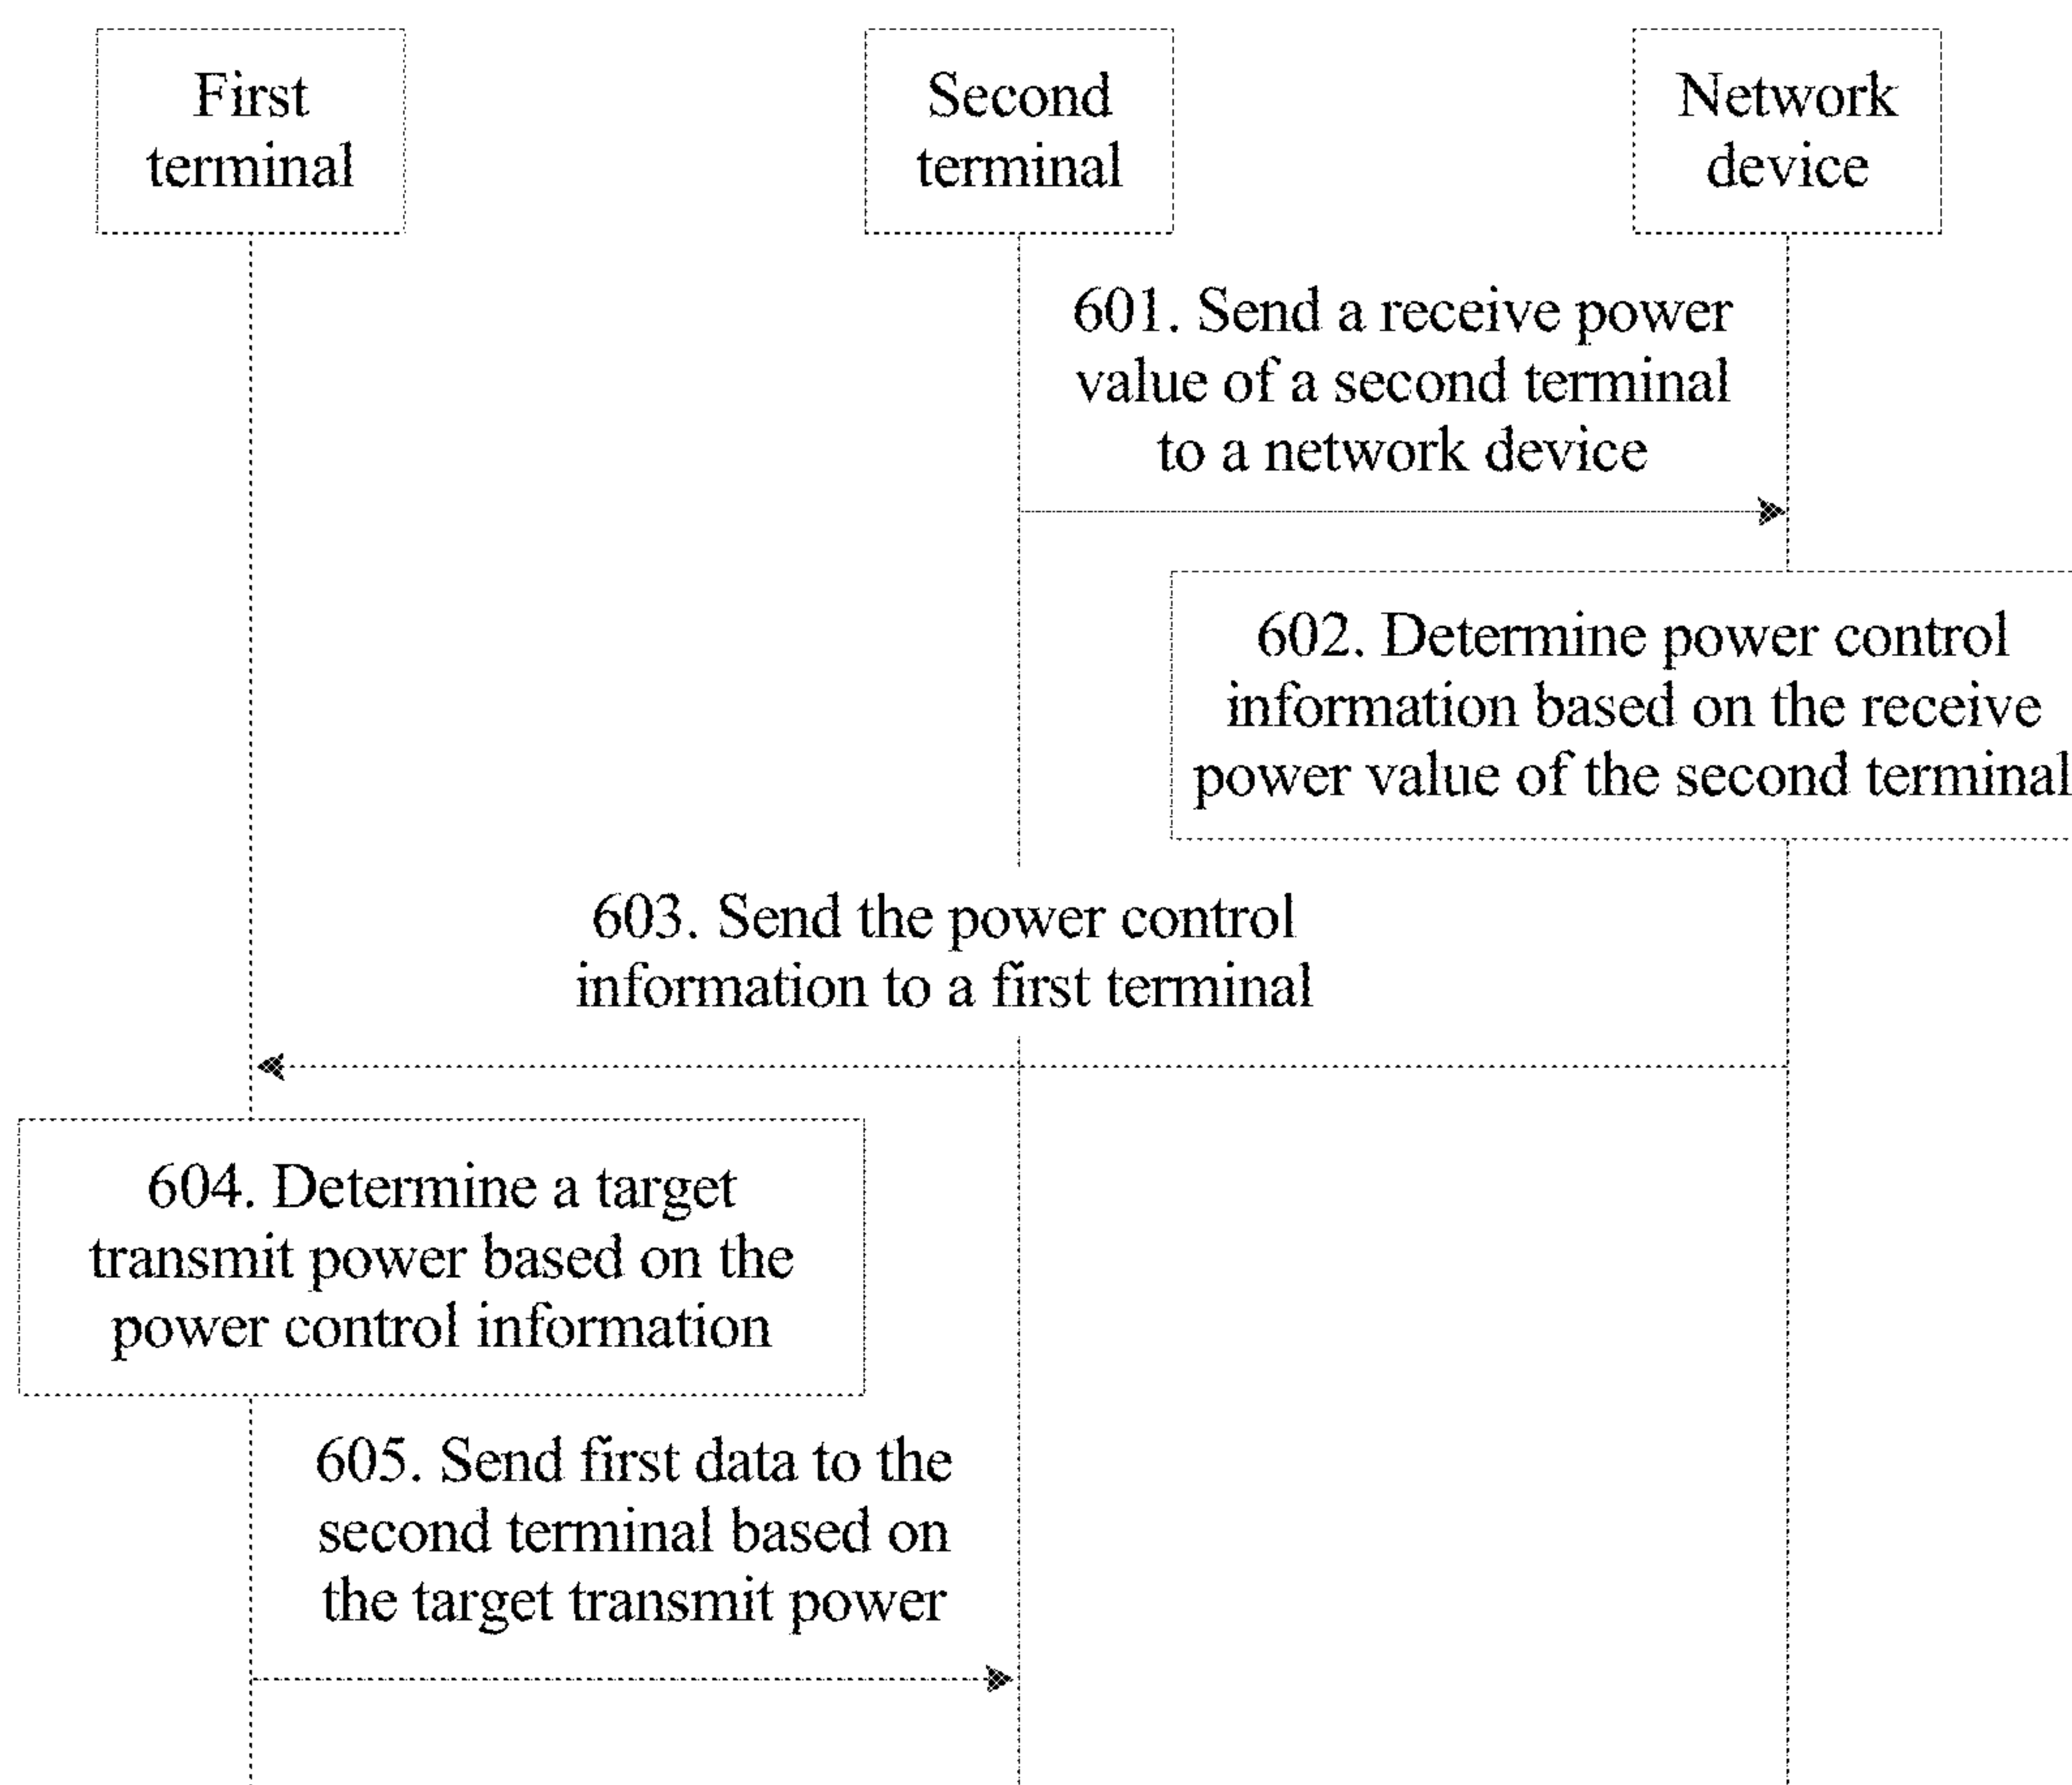 First
terminal
Second
terminal
Network
device
601. Send a receive power
value of a second terminal
to a network device
602. Determine power control
information based on the receive
power value of the second terminal
603. Send the power control
information to a first terminal
604. Determine a target
transmit power based on the
power control information
605. Send first data to the
second terminal based on
the target transmit power